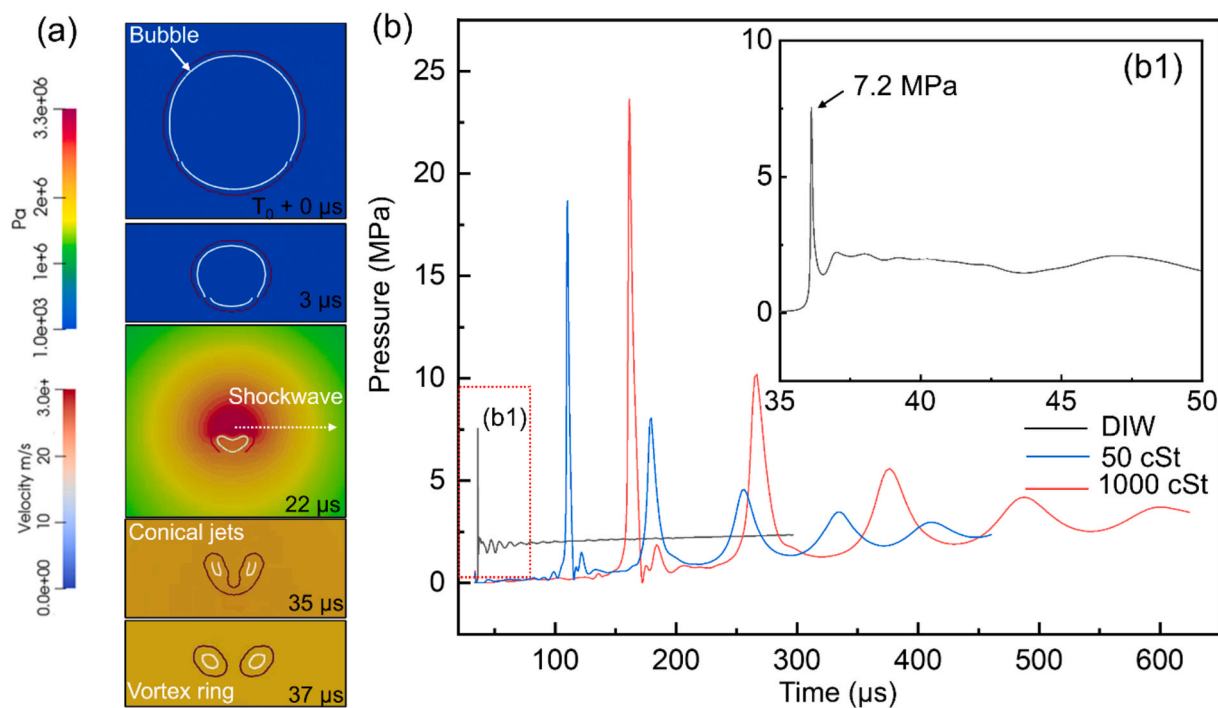 (a)
Bubble
T0 + 0 µs
3.3e+06
2e+6
1e+6
1.0e+03
Pa
3 µs
Shockwave
22 µs
3.0e+
20
10
0.0e+00
Velocity m/s
Conical jets
35 µs
Vortex ring
37 µs
(b)
25
20
15
10
5
0
Pressure (MPa)
100
200
300
400
500
600
Time (µs)
(b1)
DIW
50 cSt
1000 cSt
(b1)
7.2 MPa
10
5
0
35
40
45
50